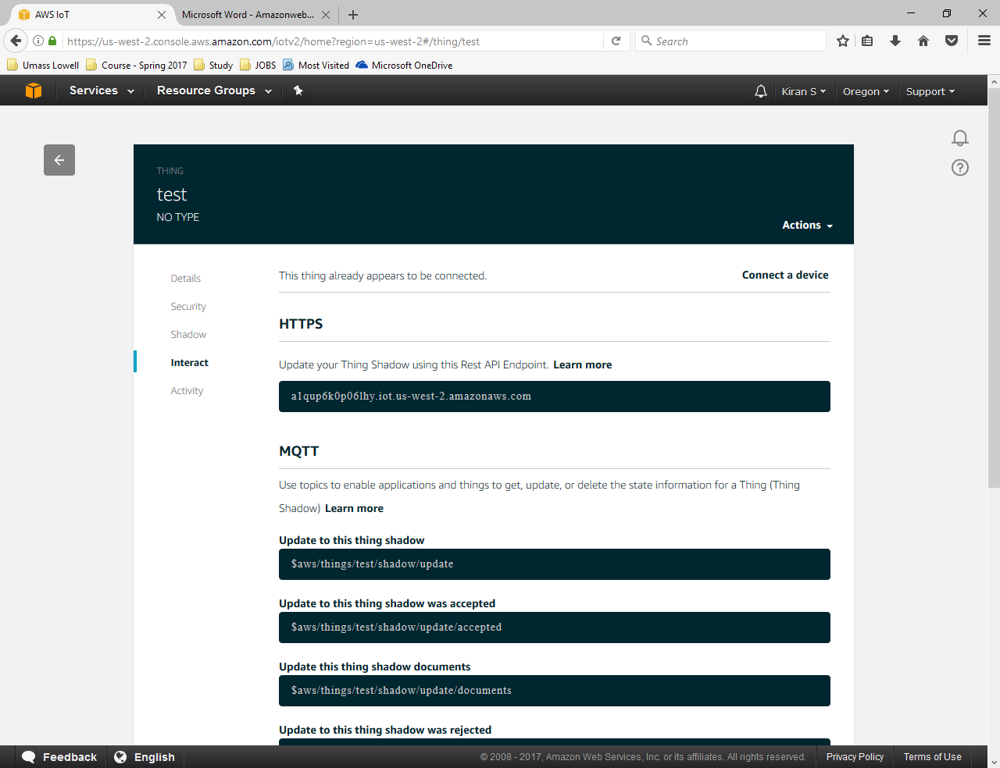 AWS IoT
Microsoft Word - Amazonweb...
https://us-west-2.console.aws.amazon.com/iotv2/home?region=us-west-2#/thing/test
Search
Umass Lowell
Course - Spring 2017
Study
JOBS
Most Visited
Microsoft OneDrive
Services
Resource Groups
Kiran S
Oregon
Support
THING
test
NO TYPE
Actions
Details
Security
Shadow
Interact
Activity
This thing already appears to be connected.
Connect a device
HTTPS
Update your Thing Shadow using this Rest API Endpoint. Learn more
a1qup6k0p06lhy.iot.us-west-2.amazonaws.com
MQTT
Use topics to enable applications and things to get, update, or delete the state information for a Thing (Thing
Shadow) Learn more
Update to this thing shadow
$aws/things/test/shadow/update
Update to this thing shadow was accepted
$aws/things/test/shadow/update/accepted
Update this thing shadow documents
$aws/things/test/shadow/update/documents
Update to this thing shadow was rejected
Feedback
English
© 2008 - 2017, Amazon Web Services, Inc. or its affiliates. All rights reserved.
Privacy Policy
Terms of Use